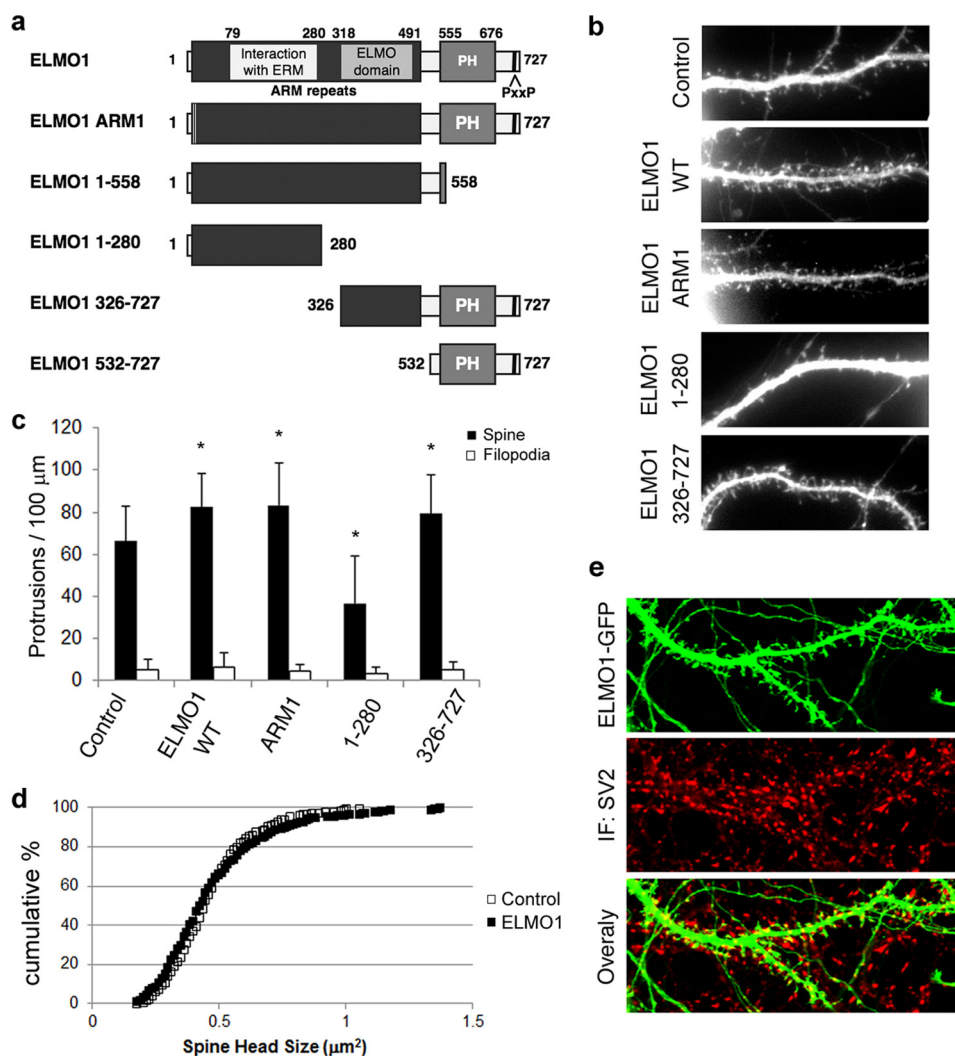 a
79 280 318 491 555 676
ELMO1 1 Interaction with ERM ELMO domain PH 727
ARM repeats PxxP
ELMO1 ARM1 1 PH 727
ELMO1 1-558 1 558
ELMO1 1-280 1 280
ELMO1 326-727 326 PH 727
ELMO1 532-727 532 PH 727
b
Control
ELMO1
WT
ELMO1
ARM1
ELMO1
1-280
ELMO1
326-727
c
Protrusions / 100 μm
120
100
80
60
40
20
0
* * * *
Spine
Filopodia
Control
ELMO1
WT
ARM1
1-280
326-727
d
cumulative %
100
80
60
40
20
0
0 0.5 1 1.5
Spine Head Size (μm²)
Control
ELMO1
e
ELMO1-GFP
IF: SV2
Overaly